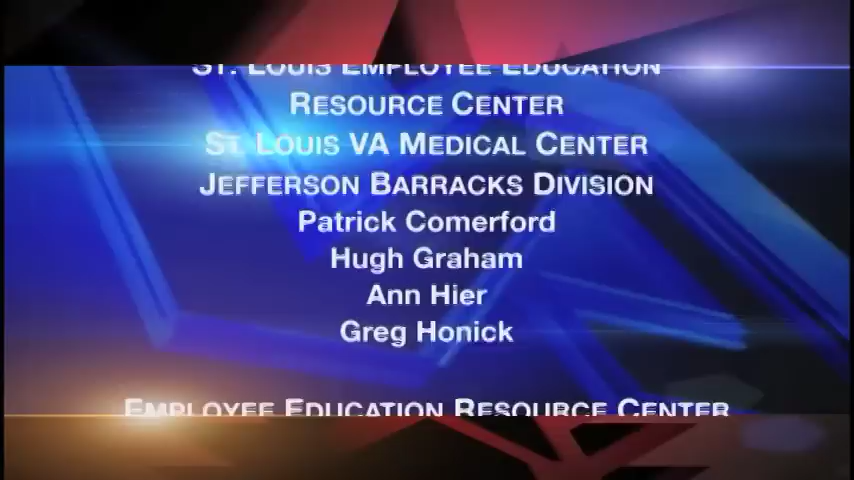 ST. LOUIS EMPLOYEE EDUCATION
RESOURCE CENTER
ST. LOUIS VA MEDICAL CENTER
JEFFERSON BARRACKS DIVISION
Patrick Comerford
Hugh Graham
Ann Hier
Greg Honick
EMPLOYEE EDUCATION RESOURCE CENTER